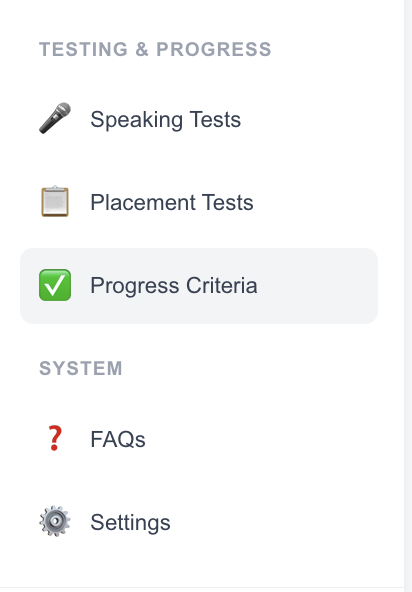 TESTING & PROGRESS
Speaking Tests
Placement Tests
Progress Criteria
SYSTEM
FAQs
Settings